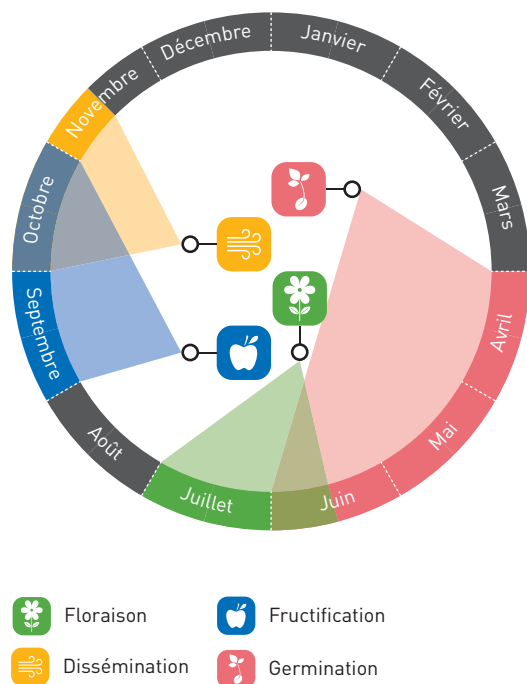 Janvier
Février
Mars
Avril
Mai
Juin
Juillet
Août
Septembre
Octobre
Novembre
Décembre
Floraison
Fructification
Dissémination
Germination